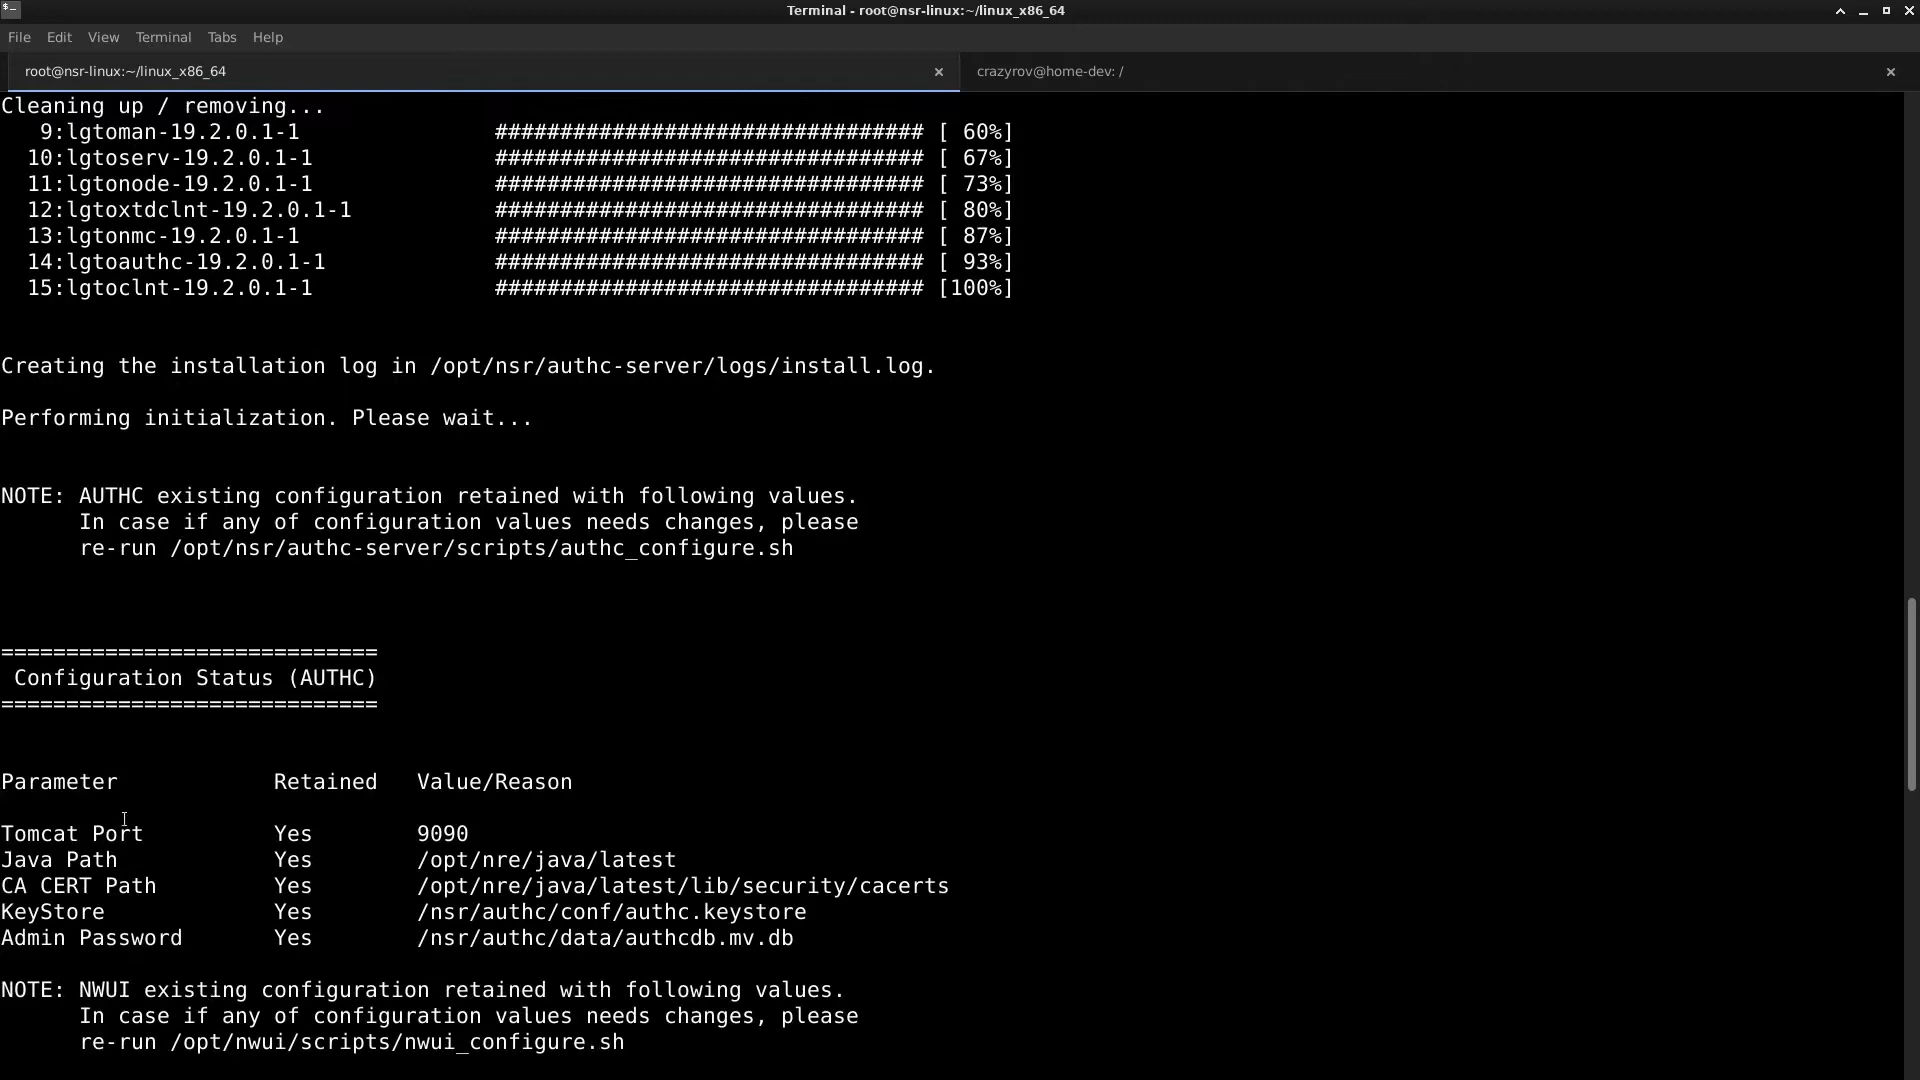 Terminal - root@nsr-linux:~/linux_x86_64
File Edit View Terminal Tabs Help
root@nsr-linux:~/linux_x86_64
crazyrov@home-dev: /
Cleaning up / removing...
   9:lgtoman-19.2.0.1-1               ################################# [ 60%]
  10:lgtoserv-19.2.0.1-1              ################################# [ 67%]
  11:lgtonode-19.2.0.1-1              ################################# [ 73%]
  12:lgtoxtdclnt-19.2.0.1-1           ################################# [ 80%]
  13:lgtonmc-19.2.0.1-1               ################################# [ 87%]
  14:lgtoauthc-19.2.0.1-1             ################################# [ 93%]
  15:lgtoclnt-19.2.0.1-1              ################################# [100%]
Creating the installation log in /opt/nsr/authc-server/logs/install.log.
Performing initialization. Please wait...
NOTE: AUTHC existing configuration retained with following values.
      In case if any of configuration values needs changes, please
      re-run /opt/nsr/authc-server/scripts/authc_configure.sh
=============================
 Configuration Status (AUTHC)
=============================
Parameter            Retained   Value/Reason
Tomcat Port          Yes        9090
Java Path            Yes        /opt/nre/java/latest
CA CERT Path         Yes        /opt/nre/java/latest/lib/security/cacerts
KeyStore             Yes        /nsr/authc/conf/authc.keystore
Admin Password       Yes        /nsr/authc/data/authcdb.mv.db
NOTE: NWUI existing configuration retained with following values.
      In case if any of configuration values needs changes, please
      re-run /opt/nwui/scripts/nwui_configure.sh